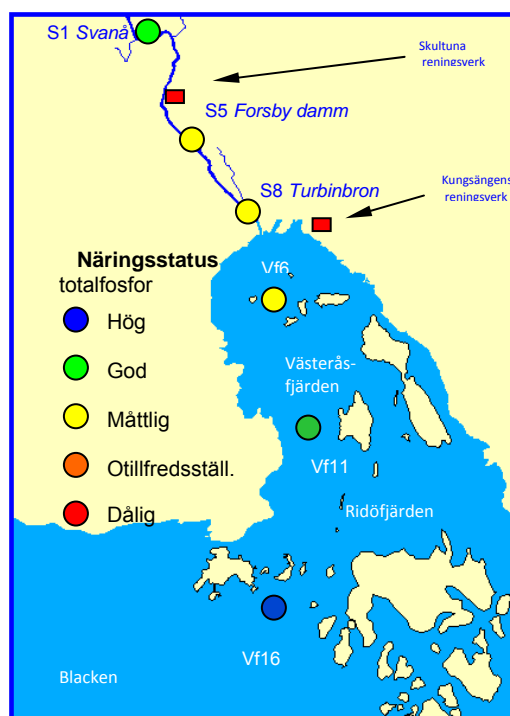 S1 Svanå
Skultuna
reningsverk
S5 Forsby damm
Kungsängens
reningsverk
S8 Turbinbron
Näringsstatus
totalfosfor
Hög
God
Måttlig
Otillfredsställ.
Dålig
Vf6
Västerås-
fjärden
Vf11
Ridöfjärden
Vf16
Blacken